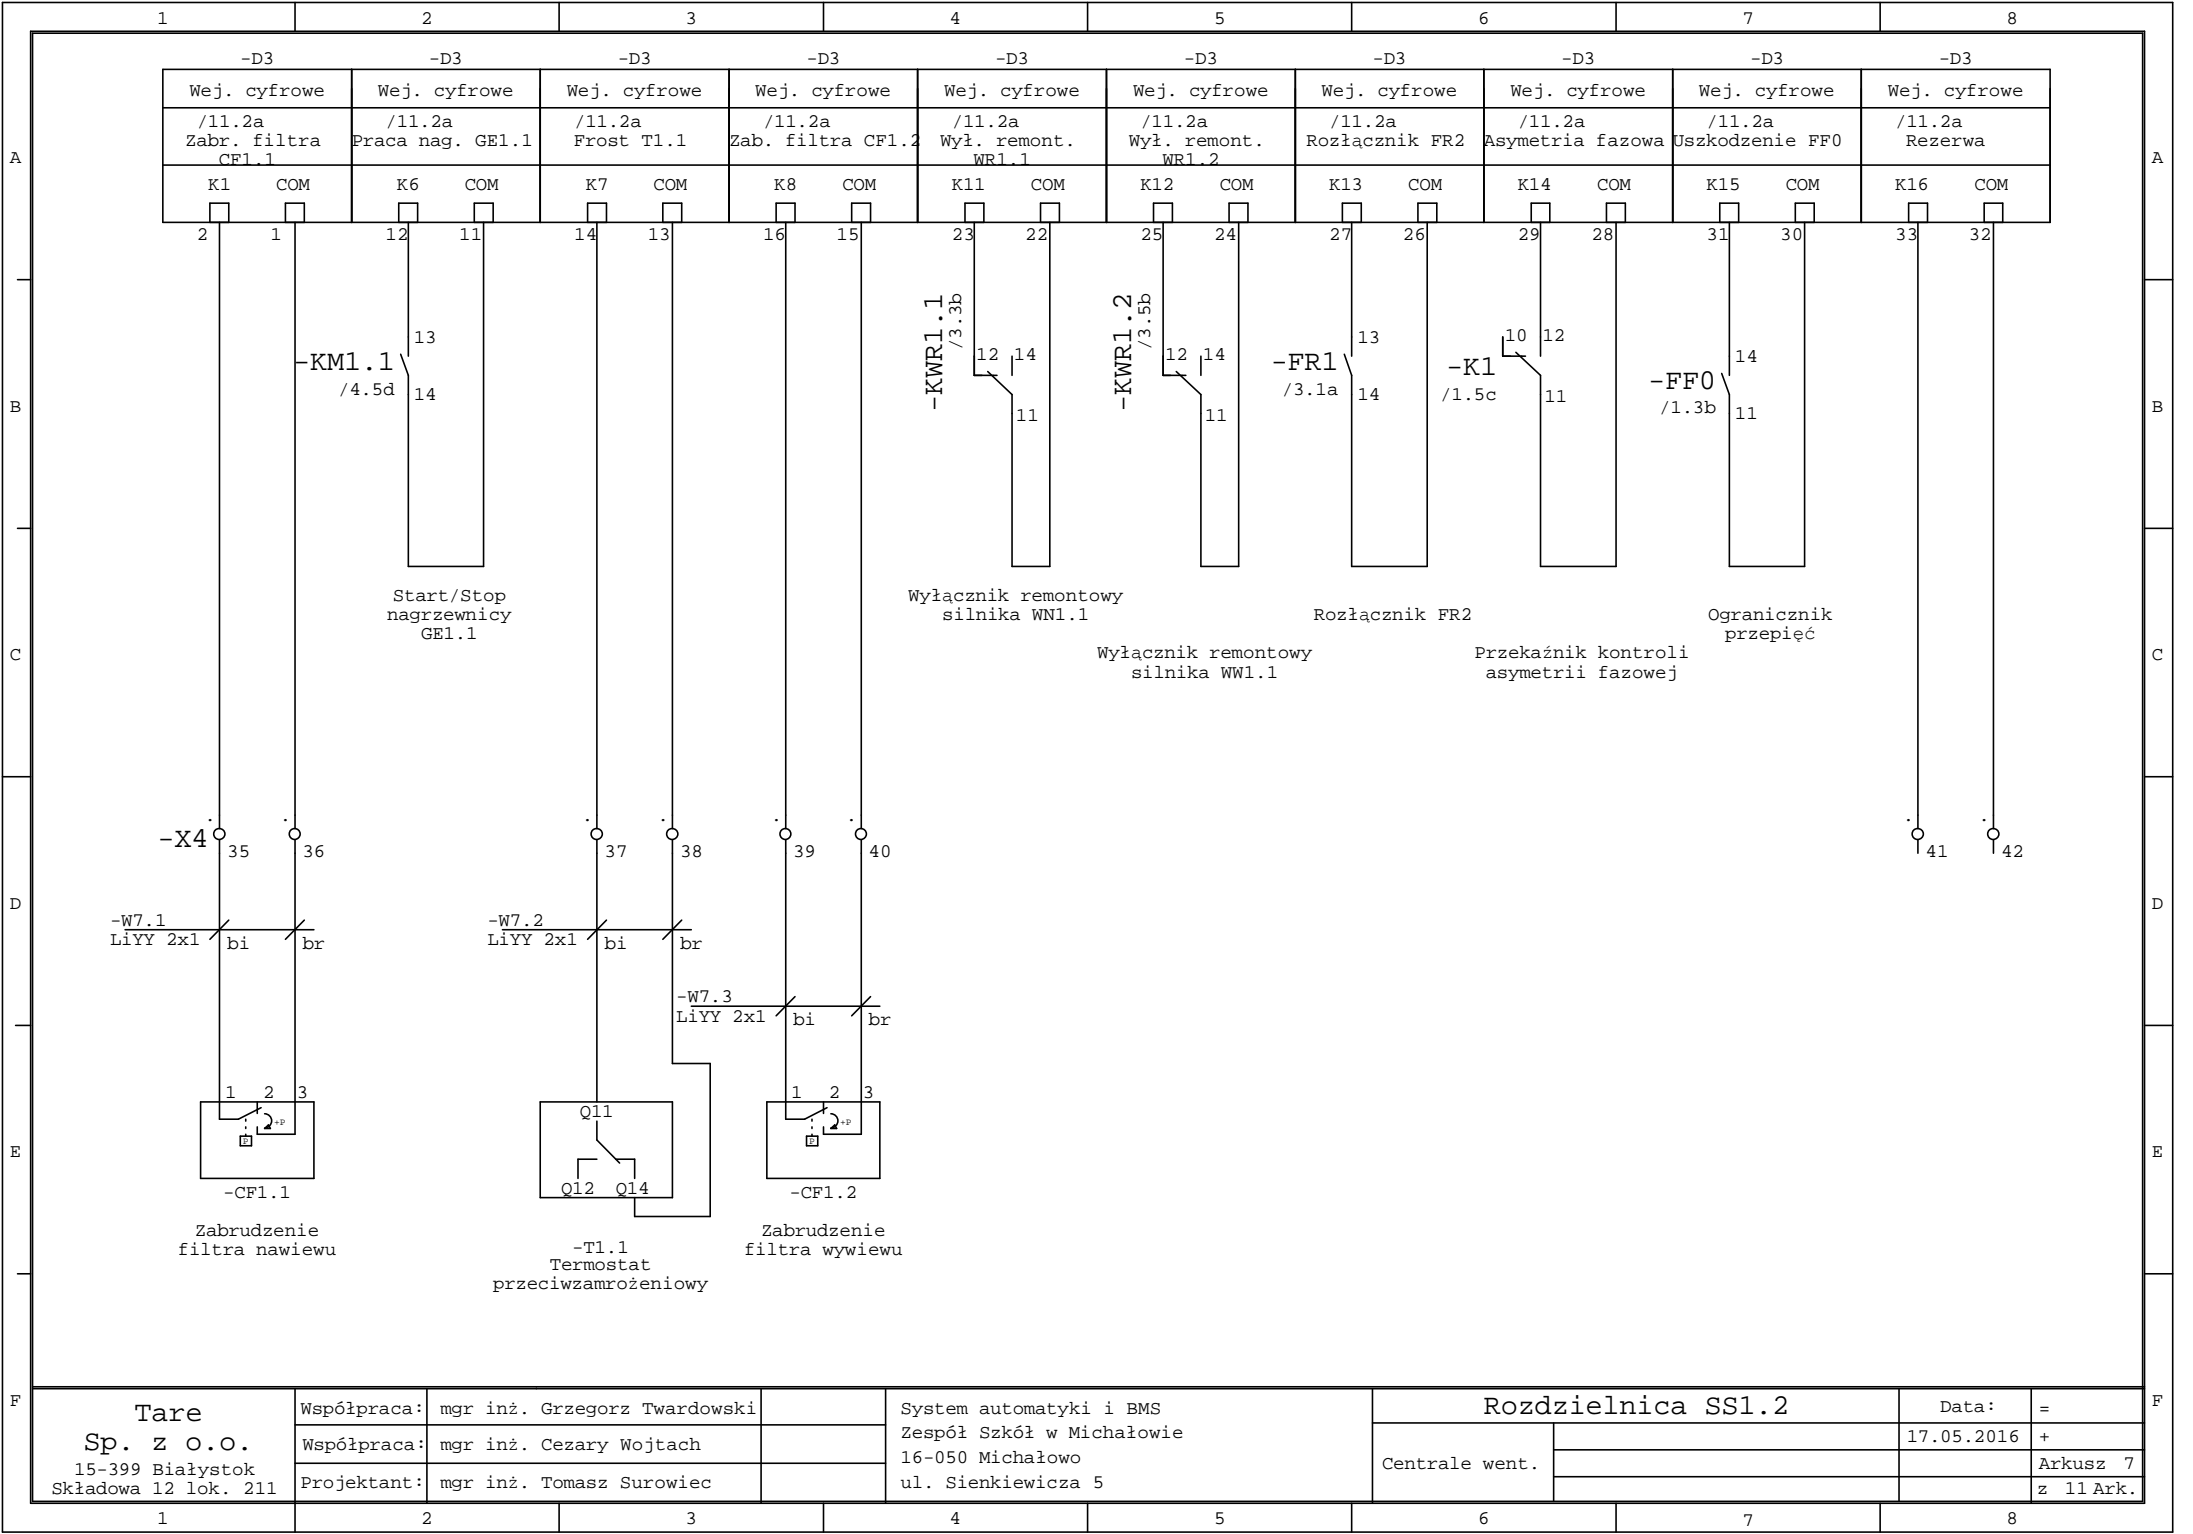 1 2 3 4 5 6 7 8
-D3 -D3 -D3 -D3 -D3 -D3 -D3 -D3 -D3 -D3
Wej. cyfrowe Wej. cyfrowe Wej. cyfrowe Wej. cyfrowe Wej. cyfrowe Wej. cyfrowe Wej. cyfrowe Wej. cyfrowe Wej. cyfrowe Wej. cyfrowe
/11.2a /11.2a /11.2a /11.2a /11.2a /11.2a /11.2a /11.2a /11.2a /11.2a
Zabr. filtra Praca nag. GE1.1 Frost T1.1 Zab. filtra CF1.2 Wył. remont. Wył. remont. Rozłącznik FR2 Asymetria fazowa Uszkodzenie FF0 Rezerwa
A CF1.1 WR1.1 WR1.2 A
K1 COM K6 COM K7 COM K8 COM K11 COM K12 COM K13 COM K14 COM K15 COM K16 COM
2 1 12 11 14 13 16 15 23 22 25 24 27 26 29 28 31 30 33 32
-KWR1.1
/3.3b
-KWR1.2
/3.5b
13 13 10 12
12 14 12 14 14
-KM1.1 -FR1 -K1 -FF0
/4.5d /3.1a /1.5c /1.3b
14 14 11
B 11 11 11 B
Start/Stop
nagrzewnicy
GE1.1
Wyłącznik remontowy
silnika WN1.1
Rozłącznik FR2
Ogranicznik
przepięć
C Wyłącznik remontowy
silnika WW1.1
Przekaźnik kontroli
asymetrii fazowej C
-X4 35 36 37 38 39 40 41 42
D D
-W7.1
LiYY 2x1 bi br
-W7.2
LiYY 2x1 bi br
-W7.3
LiYY 2x1 bi br
1 2 3 1 2 3
Q11
+P +P
P P
E E
Q12 Q14
-CF1.1 -CF1.2
Zabrudzenie
filtra nawiewu
-T1.1
Termostat
przeciwzamrożeniowy
Zabrudzenie
filtra wywiewu
F F
Tare
Sp. z o.o.
15-399 Białystok
Składowa 12 lok. 211
Współpraca: mgr inż. Grzegorz Twardowski
Współpraca: mgr inż. Cezary Wojtach
Projektant: mgr inż. Tomasz Surowiec
System automatyki i BMS
Zespół Szkół w Michałowie
16-050 Michałowo
ul. Sienkiewicza 5
Rozdzielnica SS1.2
Centrale went.
Data:
17.05.2016
=
+
Arkusz 7
z 11 Ark.
1 2 3 4 5 6 7 8